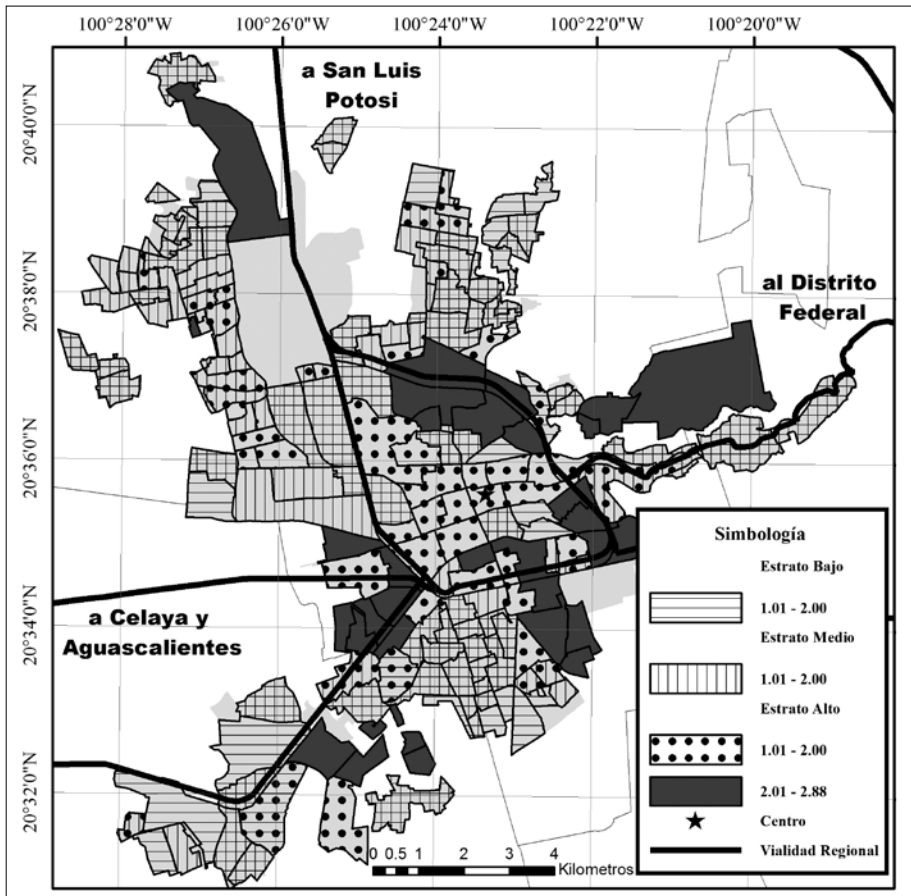 100°28'0"W
100°26'0"W
100°24'0"W
100°22'0"W
100°20'0"W
20°40'0"N
20°38'0"N
20°36'0"N
20°34'0"N
20°32'0"N
a San Luis
Potosi
al Distrito
Federal
a Celaya y
Aguascalientes
Simbología
Estrato Bajo
1.01 - 2.00
Estrato Medio
1.01 - 2.00
Estrato Alto
1.01 - 2.00
2.01 - 2.88
Centro
Vialidad Regional
0 0.5 1 2 3 4
Kilometros